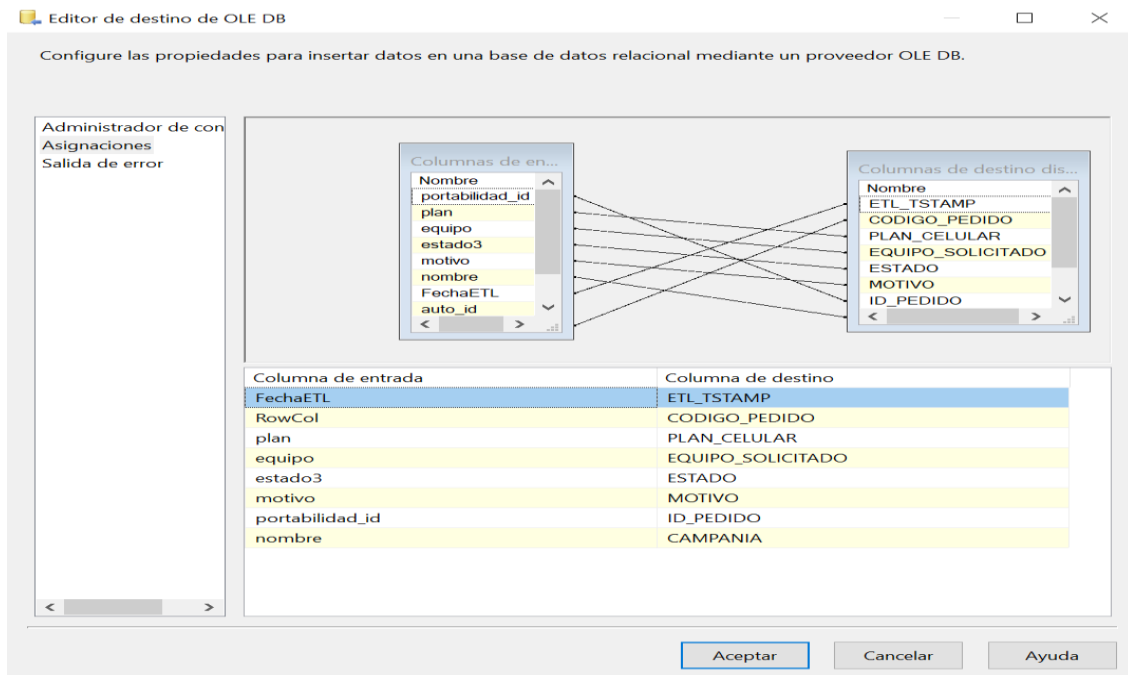 Editor de destino de OLE DB
Configure las propiedades para insertar datos en una base de datos relacional mediante un proveedor OLE DB.
Administrador de con
Asignaciones
Salida de error
Columnas de en...
Nombre
portabilidad_id
plan
equipo
estado3
motivo
nombre
FechaETL
auto_id
Columnas de destino dis...
Nombre
ETL_TSTAMP
CODIGO_PEDIDO
PLAN_CELULAR
EQUIPO_SOLICITADO
ESTADO
MOTIVO
ID_PEDIDO
Columna de entrada Columna de destino
FechaETL ETL_TSTAMP
RowCol CODIGO_PEDIDO
plan PLAN_CELULAR
equipo EQUIPO_SOLICITADO
estado3 ESTADO
motivo MOTIVO
portabilidad_id ID_PEDIDO
nombre CAMPANIA
Aceptar Cancelar Ayuda